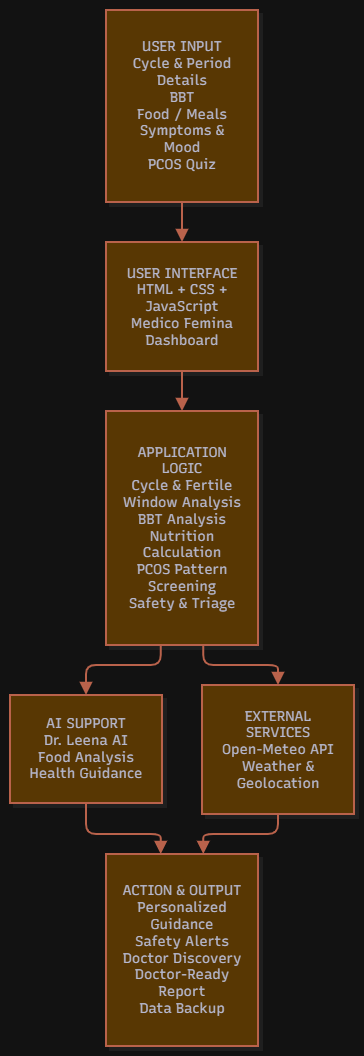 USER INPUT
Cycle & Period
Details
BBT
Food / Meals
Symptoms &
Mood
PCOS Quiz
USER INTERFACE
HTML + CSS +
JavaScript
Medico Femina
Dashboard
APPLICATION
LOGIC
Cycle & Fertile
Window Analysis
BBT Analysis
Nutrition
Calculation
PCOS Pattern
Screening
Safety & Triage
AI SUPPORT
Dr. Leena AI
Food Analysis
Health Guidance
EXTERNAL
SERVICES
Open-Meteo API
Weather &
Geolocation
ACTION & OUTPUT
Personalized
Guidance
Safety Alerts
Doctor Discovery
Doctor-Ready
Report
Data Backup